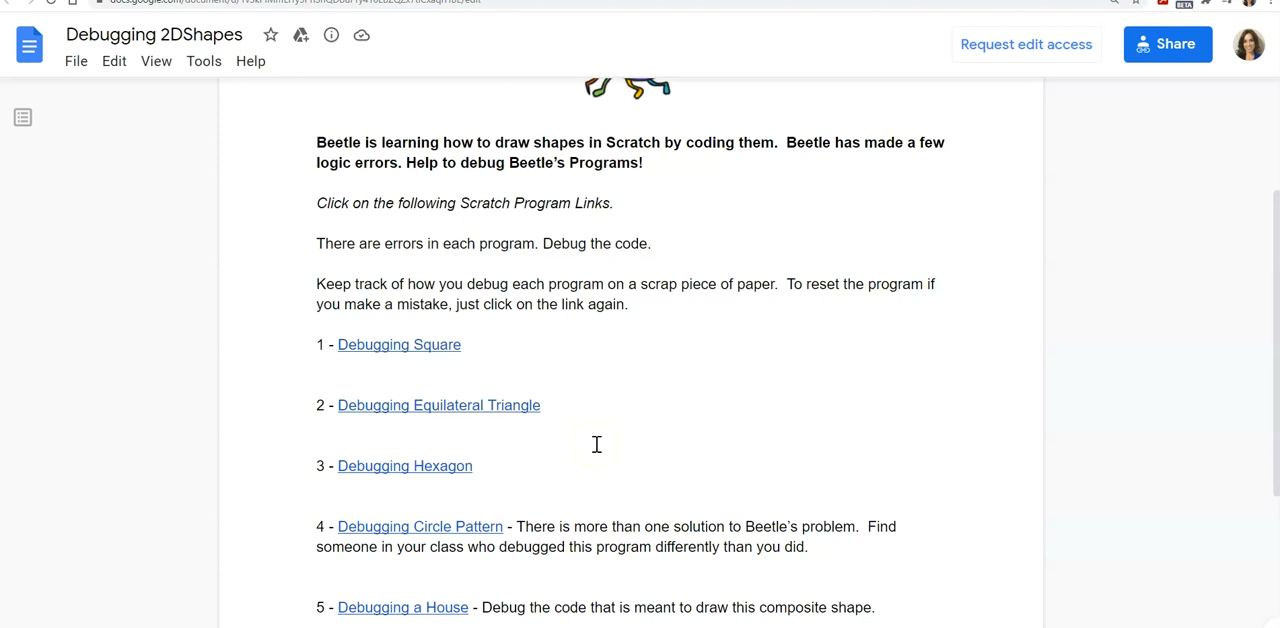 Debugging 2DShapes
Request edit access
Share
File Edit View Tools Help
BETA
Beetle is learning how to draw shapes in Scratch by coding them. Beetle has made a few
logic errors. Help to debug Beetle's Programs!
Click on the following Scratch Program Links.
There are errors in each program. Debug the code.
Keep track of how you debug each program on a scrap piece of paper. To reset the program if
you make a mistake, just click on the link again.
1 - Debugging Square
2 - Debugging Equilateral Triangle
3 - Debugging Hexagon
4 - Debugging Circle Pattern - There is more than one solution to Beetle's problem. Find
someone in your class who debugged this program differently than you did.
5 - Debugging a House - Debug the code that is meant to draw this composite shape.